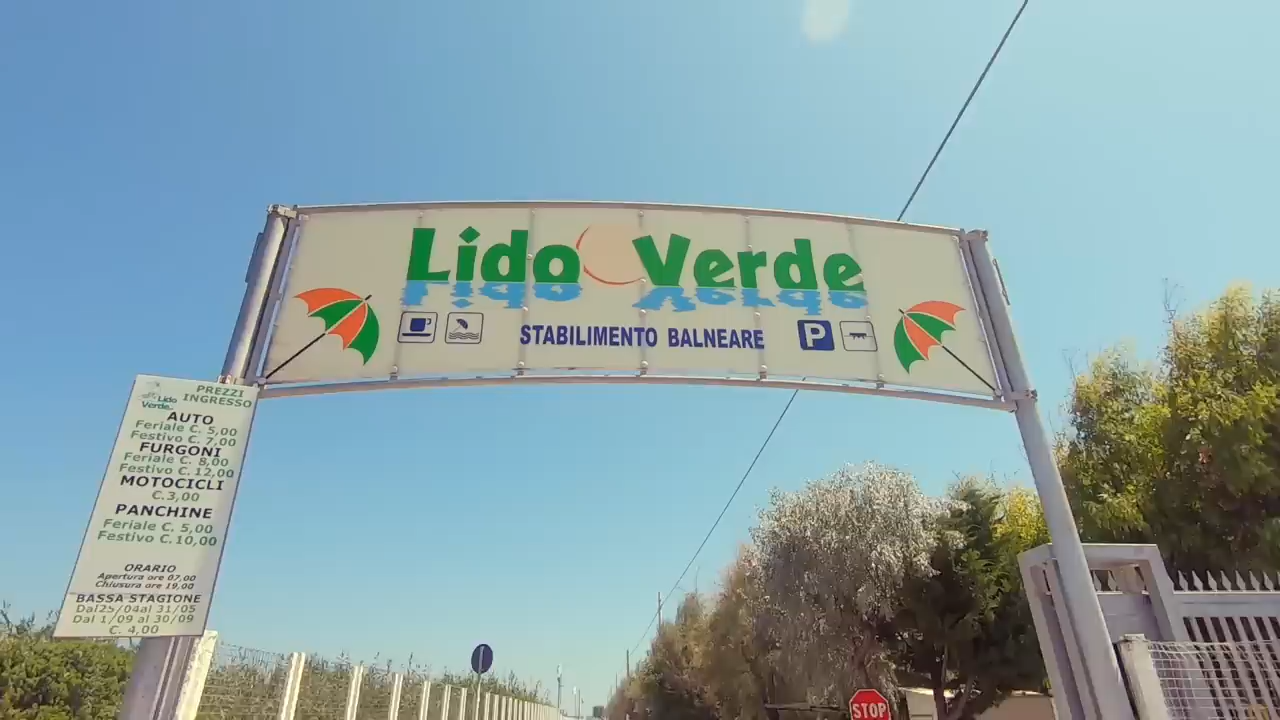 Lido Verde
STABILIMENTO BALNEARE
P
Lido
Verde
PREZZI
INGRESSO
AUTO
Feriale C. 5,00
Festivo C. 7,00
FURGONI
Feriale C. 8,00
Festivo C. 12,00
MOTOCICLI
C.3,00
PANCHINE
Feriale C. 5,00
Festivo C.10,00
ORARIO
Apertura ore 07,00
Chiusura ore 19,00
BASSA STAGIONE
Dal25/04al 31/05
Dal 1/09 al 30/09
C. 4,00
STOP